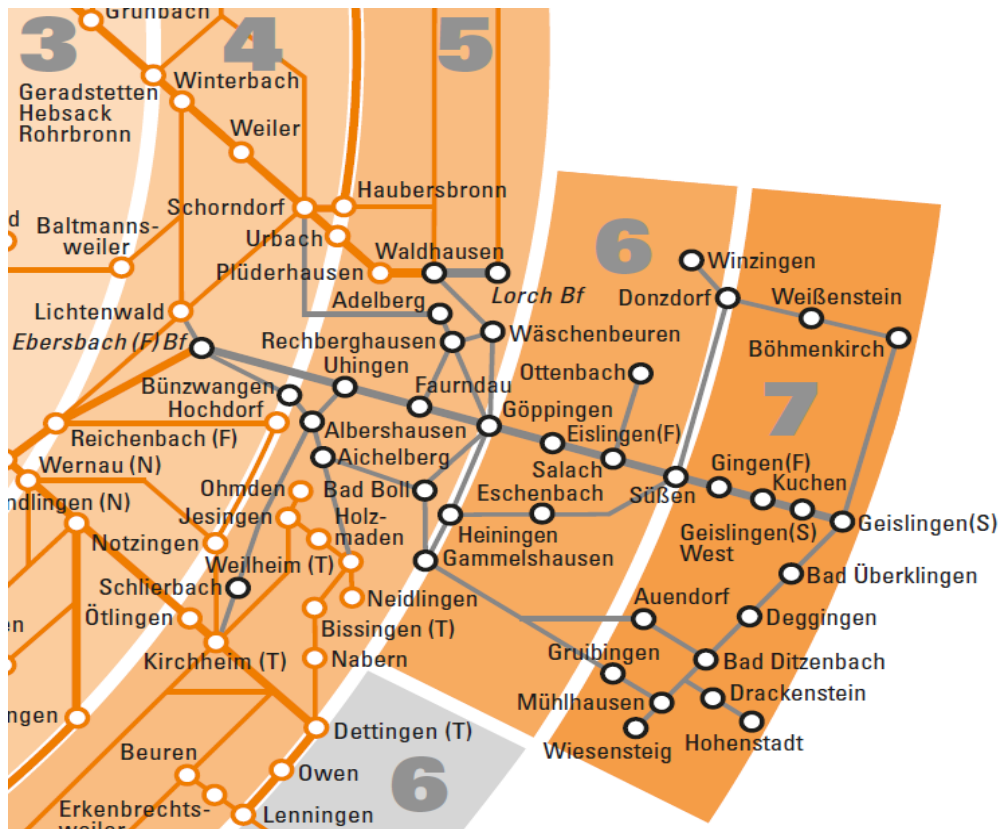 Grunbach
3
4
5
Geradstetten
Hebsack
Rohrbronn
Winterbach
Weiler
Schorndorf
Haubersbronn
d
Baltmanns-
weiler
Urbach
Waldhausen
Plüderhausen
6
Winzingen
Donzdorf
Weißenstein
Lorch Bf
Adelberg
Lichtenwald
Ebersbach (F) Bf
Rechberghausen
Wäschenbeuren
Böhmenkirch
Uhingen
Ottenbach
Bünzwangen
Faurndau
7
Hochdorf
Göppingen
Reichenbach (F)
Albershausen
Eislingen(F)
Wernau (N)
Aichelberg
Salach
Gingen(F)
Kuchen
ndlingen (N)
Ohmden
Bad Boll
Eschenbach
Süßen
Jesingen
Holz-
maden
Heiningen
Geislingen(S)
West
Geislingen(S)
Notzingen
Weilheim (T)
Gammelshausen
Schlierbach
Bad Überklingen
Neidlingen
Auendorf
Ötlingen
Deggingen
en
Bissingen (T)
Gruibingen
Kirchheim (T)
Nabern
Bad Ditzenbach
Mühlhausen
Drackenstein
ngen
Dettingen (T)
Wiesensteig
Hohenstadt
Beuren
6
Owen
Erkenbrechts-
weiler
Lenningen